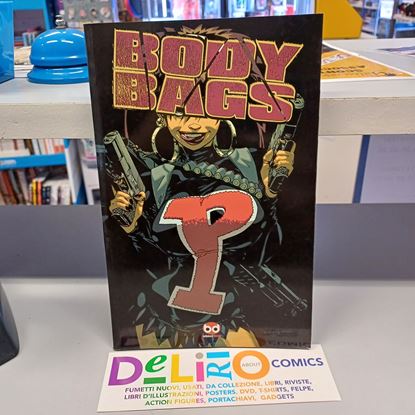 BODY
BAGS
P
DeLiRiO ABOUT COMICS
FUMETTI NUOVI, USATI, DA COLLEZIONE, LIBRI, RIVISTE,
LIBRI D'ILLUSTRAZIONI, POSTERS, DVD, T-SHIRTS, FELPE,
ACTION FIGURES, PORTACHIAVI, GADGETS